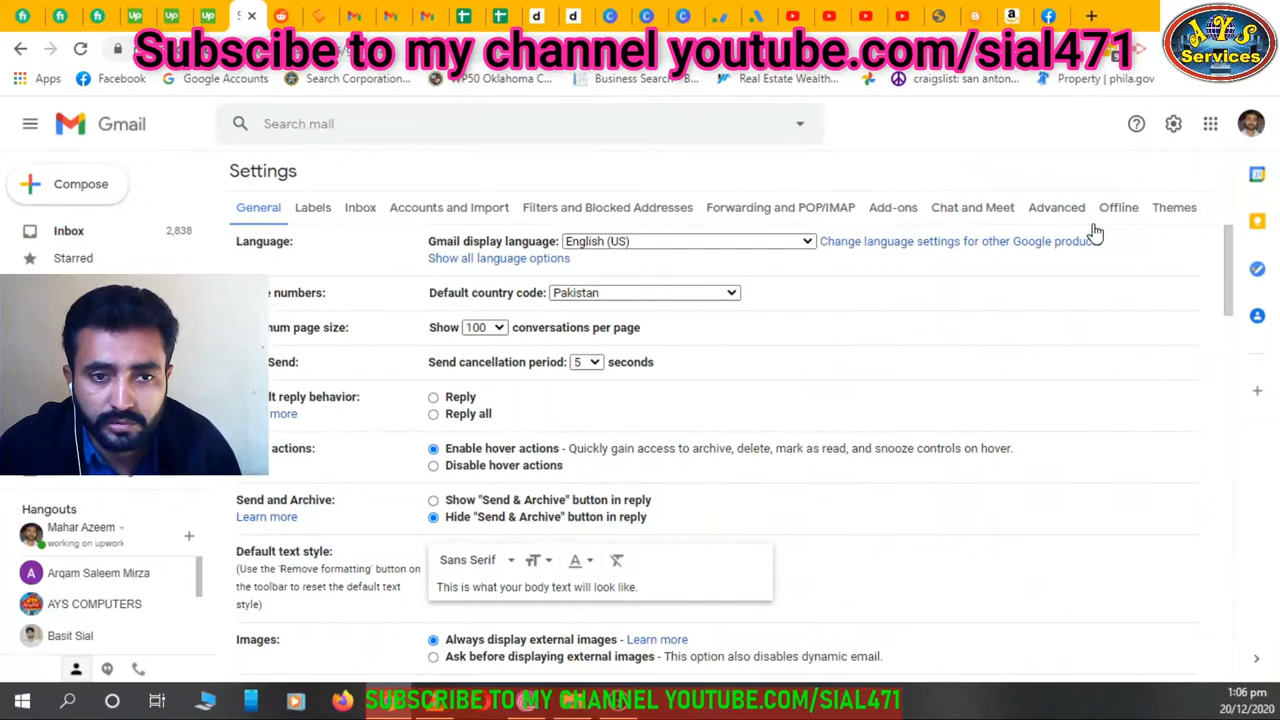 Subscibe to my channel youtube.com/sial471
AYS
Services
Apps
Facebook
Google Accounts
Search Corporation...
WP50 Oklahoma C...
Business Search - B...
Real Estate Wealth...
craigslist: san anton...
Property | phila.gov
Gmail
Search mail
Compose
Settings
General
Labels
Inbox
Accounts and Import
Filters and Blocked Addresses
Forwarding and POP/IMAP
Add-ons
Chat and Meet
Advanced
Offline
Themes
Inbox 2,838
Starred
Language:
Gmail display language: English (US)
Change language settings for other Google produc
Show all language options
e numbers:
Default country code: Pakistan
num page size:
Show 100 conversations per page
Send:
Send cancellation period: 5 seconds
lt reply behavior:
more
Reply
Reply all
actions:
Enable hover actions - Quickly gain access to archive, delete, mark as read, and snooze controls on hover.
Disable hover actions
Send and Archive:
Learn more
Show "Send & Archive" button in reply
Hide "Send & Archive" button in reply
Default text style:
(Use the 'Remove formatting' button on
the toolbar to reset the default text
style)
Sans Serif
This is what your body text will look like.
Images:
Always display external images - Learn more
Ask before displaying external images - This option also disables dynamic email.
Hangouts
Mahar Azeem
working on upwork
Arqam Saleem Mirza
AYS COMPUTERS
Basit Sial
SUBSCRIBE TO MY CHANNEL YOUTUBE.COM/SIAL471
1:06 pm
20/12/2020